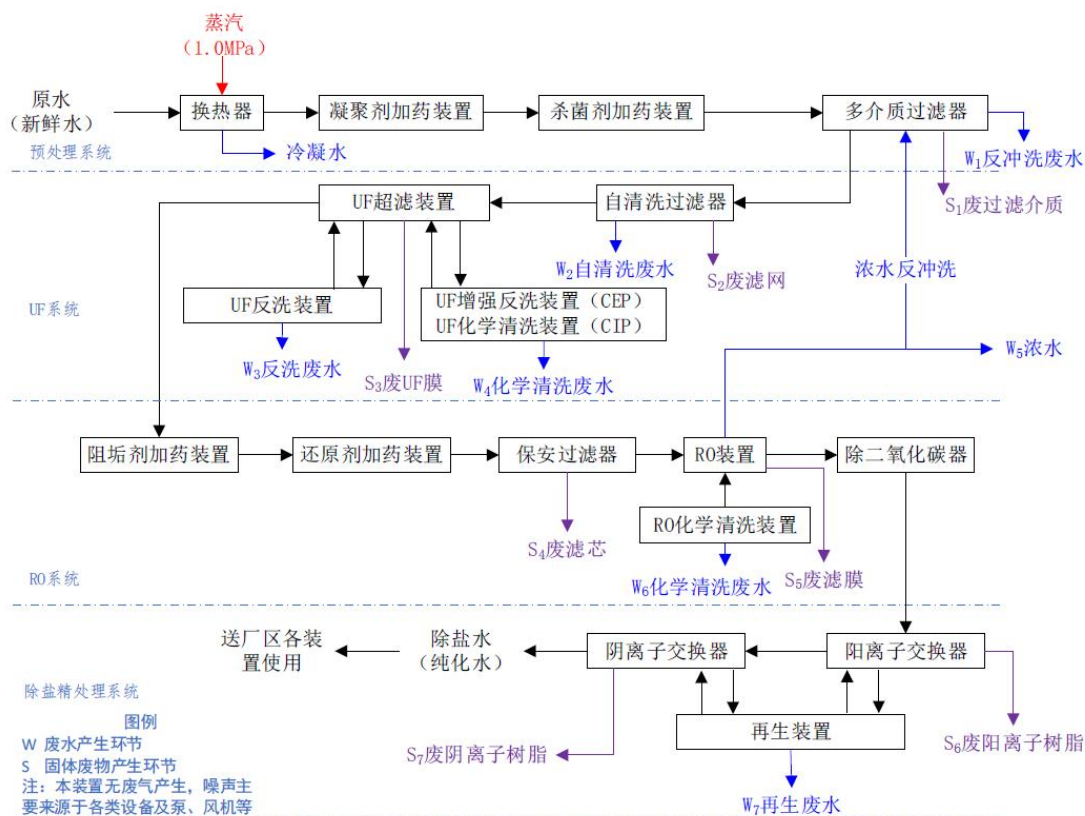 蒸汽
（1.0MPa）
原水
（新鲜水）
换热器
凝聚剂加药装置
杀菌剂加药装置
多介质过滤器
预处理系统
冷凝水
W₁反冲洗废水
S₁废过滤介质
UF超滤装置
自清洗过滤器
W₂自清洗废水
S₂废滤网
浓水反冲洗
UF系统
UF反洗装置
UF增强反洗装置（CEP）
UF化学清洗装置（CIP）
W₃反洗废水
S₃废UF膜
W₄化学清洗废水
W₅浓水
阻垢剂加药装置
还原剂加药装置
保安过滤器
RO装置
除二氧化碳器
RO化学清洗装置
S₄废滤芯
W₆化学清洗废水
S₅废滤膜
RO系统
送厂区各装
置使用
除盐水
（纯化水）
阴离子交换器
阳离子交换器
除盐精处理系统
再生装置
S₇废阴离子树脂
S₆废阳离子树脂
W₇再生废水
图例
W 废水产生环节
S 固体废物产生环节
注：本装置无废气产生，噪声主
要来源于各类设备及泵、风机等